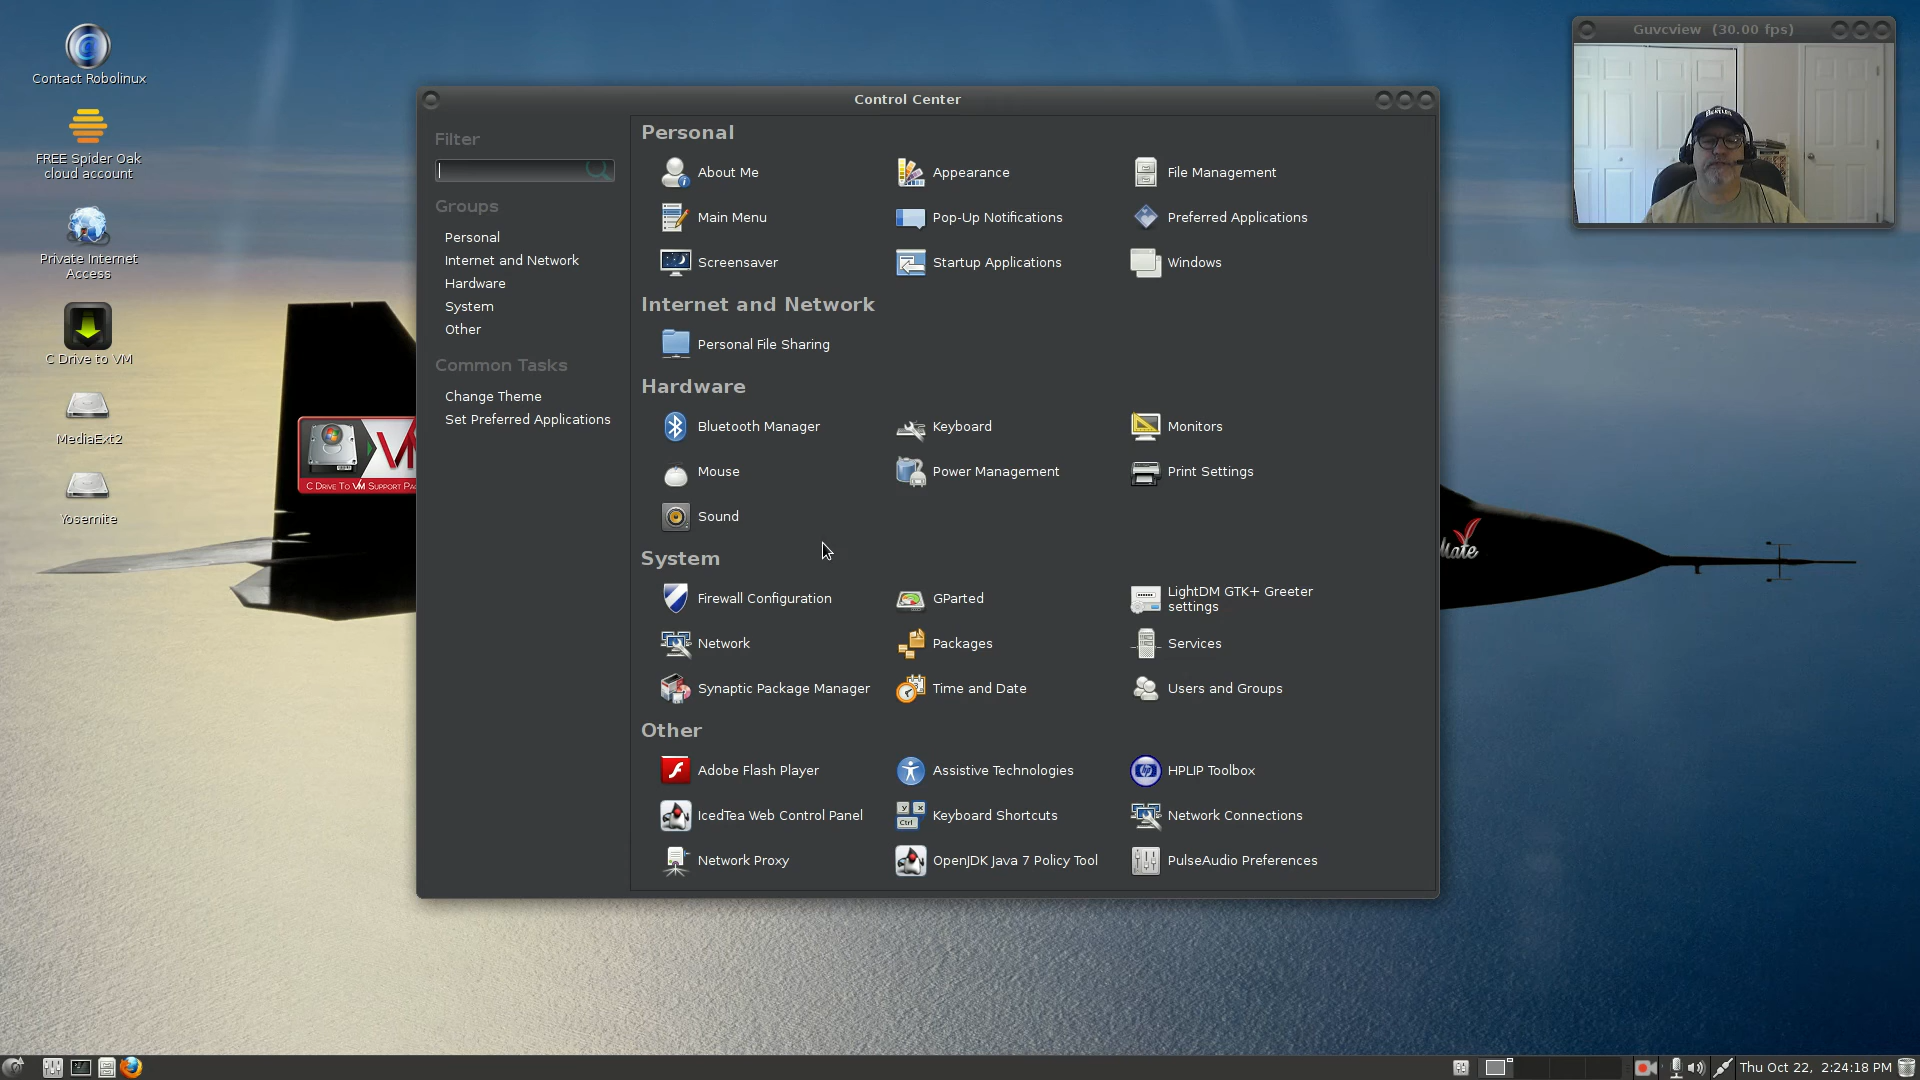 Contact Robolinux
FREE Spider Oak
cloud account
Private Internet
Access
C Drive to VM
MediaExt2
Yosemite
C DRIVE TO VM SUPPORT
Control Center
Filter
Groups
Personal
Internet and Network
Hardware
System
Other
Common Tasks
Change Theme
Set Preferred Applications
Personal
About Me
Appearance
File Management
Main Menu
Pop-Up Notifications
Preferred Applications
Screensaver
Startup Applications
Windows
Internet and Network
Personal File Sharing
Hardware
Bluetooth Manager
Keyboard
Monitors
Mouse
Power Management
Print Settings
Sound
System
Firewall Configuration
GParted
LightDM GTK+ Greeter
settings
Network
Packages
Services
Synaptic Package Manager
Time and Date
Users and Groups
Other
Adobe Flash Player
Assistive Technologies
HPLIP Toolbox
IcedTea Web Control Panel
Keyboard Shortcuts
Network Connections
Network Proxy
OpenJDK Java 7 Policy Tool
PulseAudio Preferences
Guvcview (30.00 fps)
Mate
Thu Oct 22, 2:24:18 PM